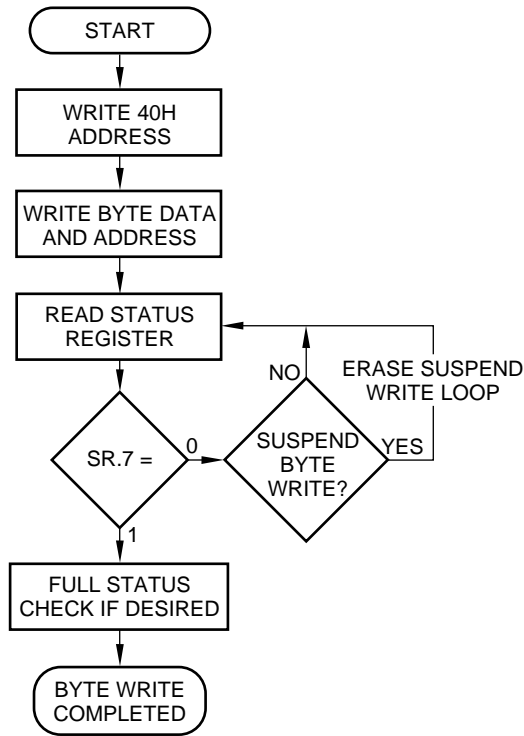 START
WRITE 40H
ADDRESS
WRITE BYTE DATA
AND ADDRESS
READ STATUS
REGISTER
NO
ERASE SUSPEND
WRITE LOOP
SR.7 =
0
SUSPEND
BYTE
WRITE?
YES
1
FULL STATUS
CHECK IF DESIRED
BYTE WRITE
COMPLETED